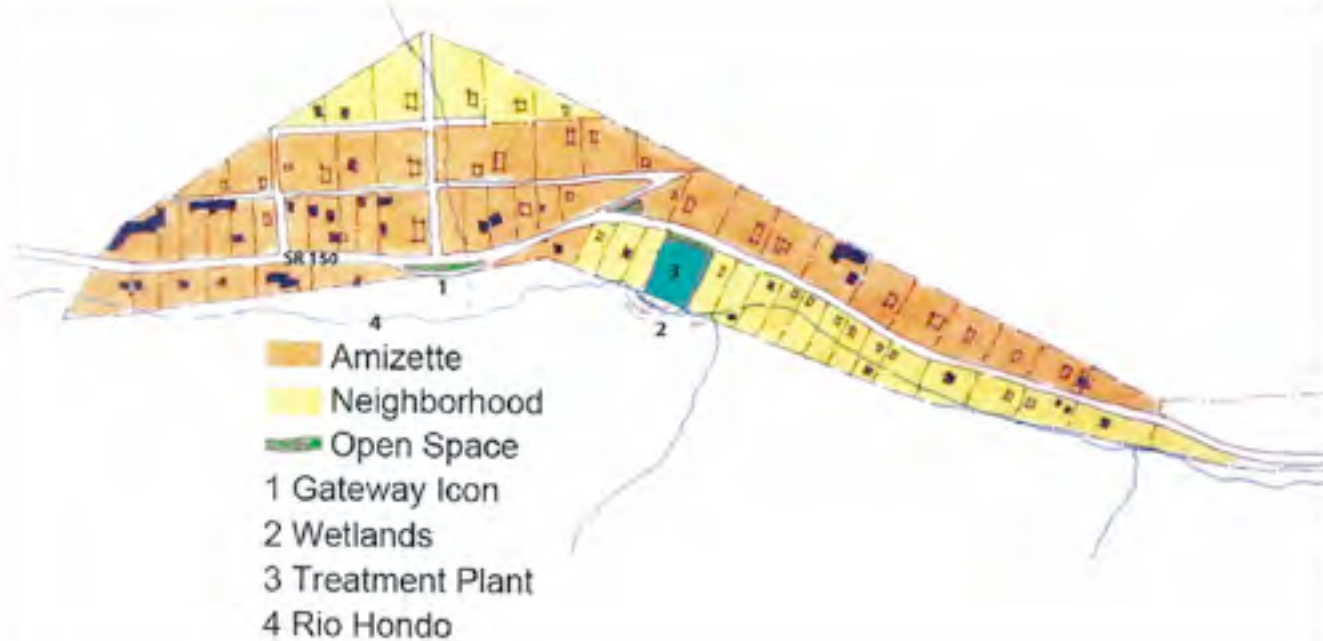 SR 150
1
3
2
4
Amizette
Neighborhood
Open Space
1 Gateway Icon
2 Wetlands
3 Treatment Plant
4 Rio Hondo